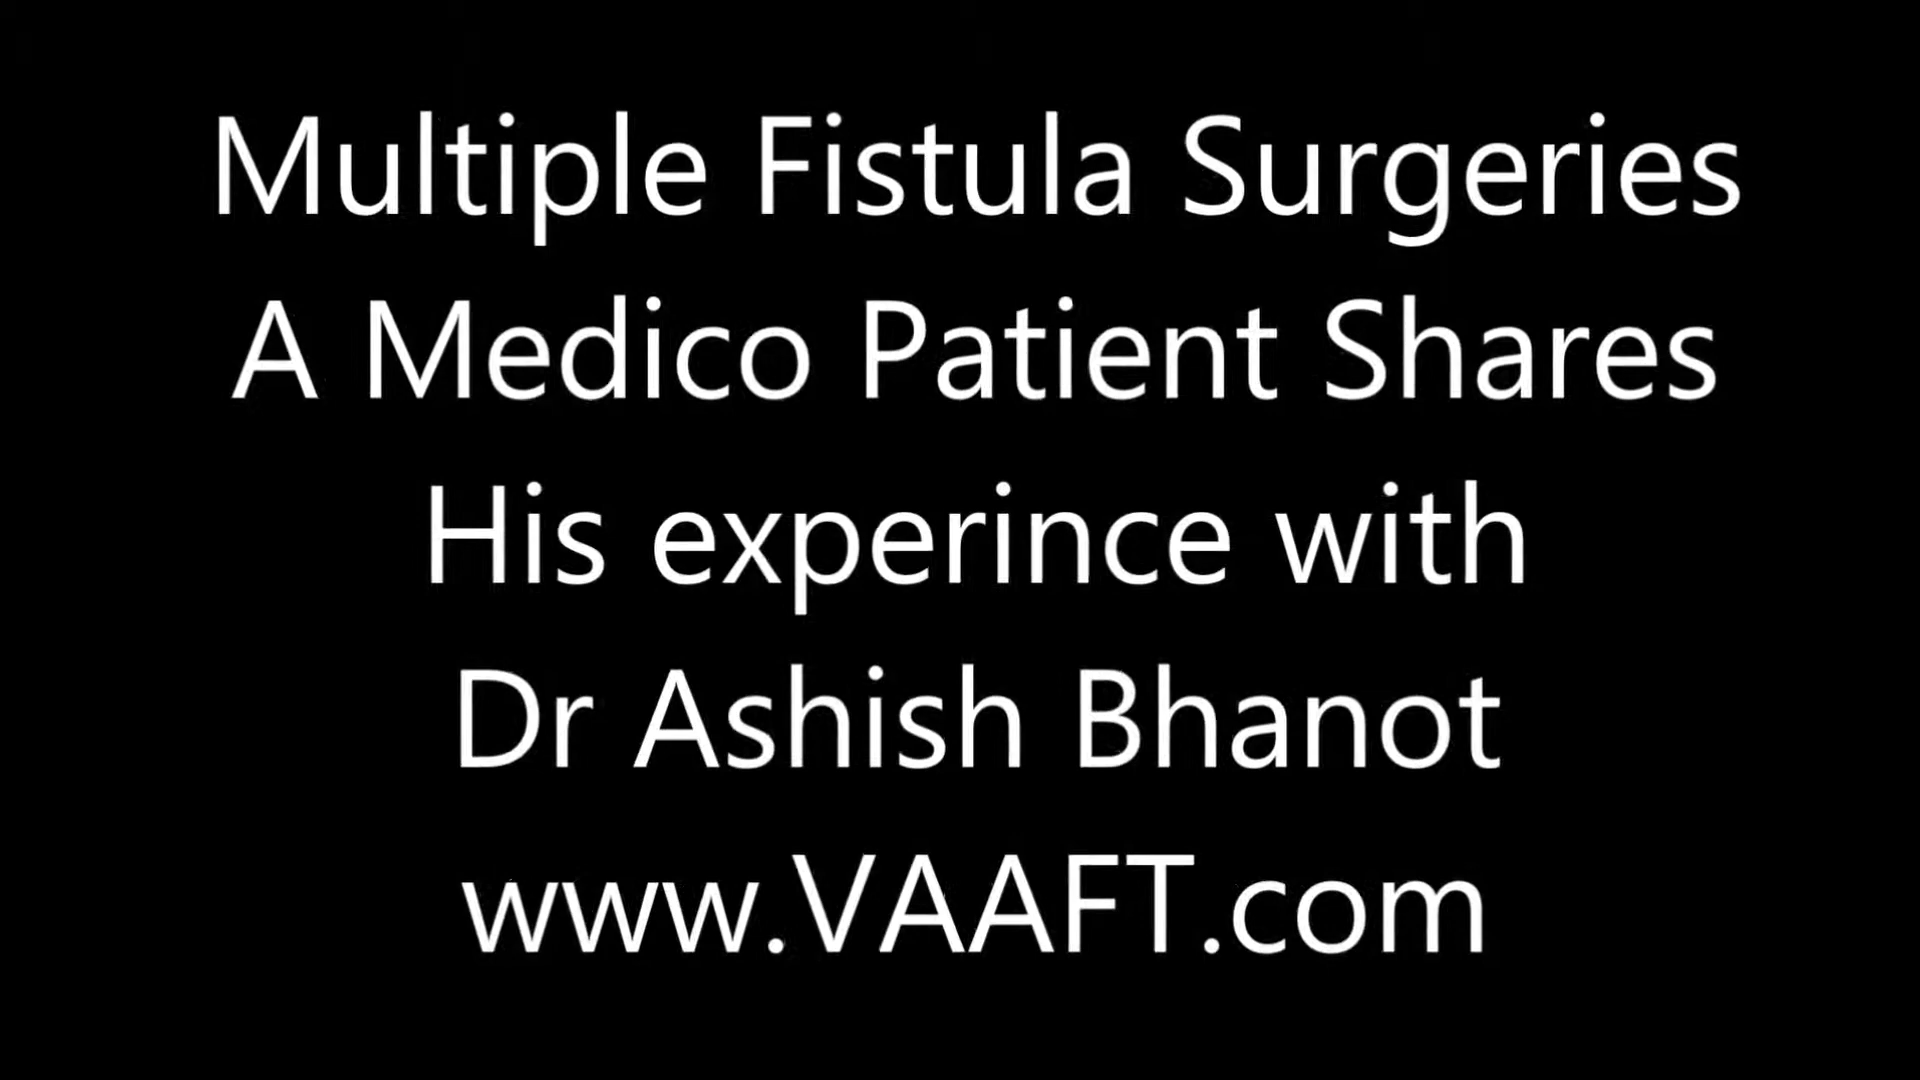 Multiple Fistula Surgeries
A Medico Patient Shares
His experince with
Dr Ashish Bhanot
www.VAAFT.com